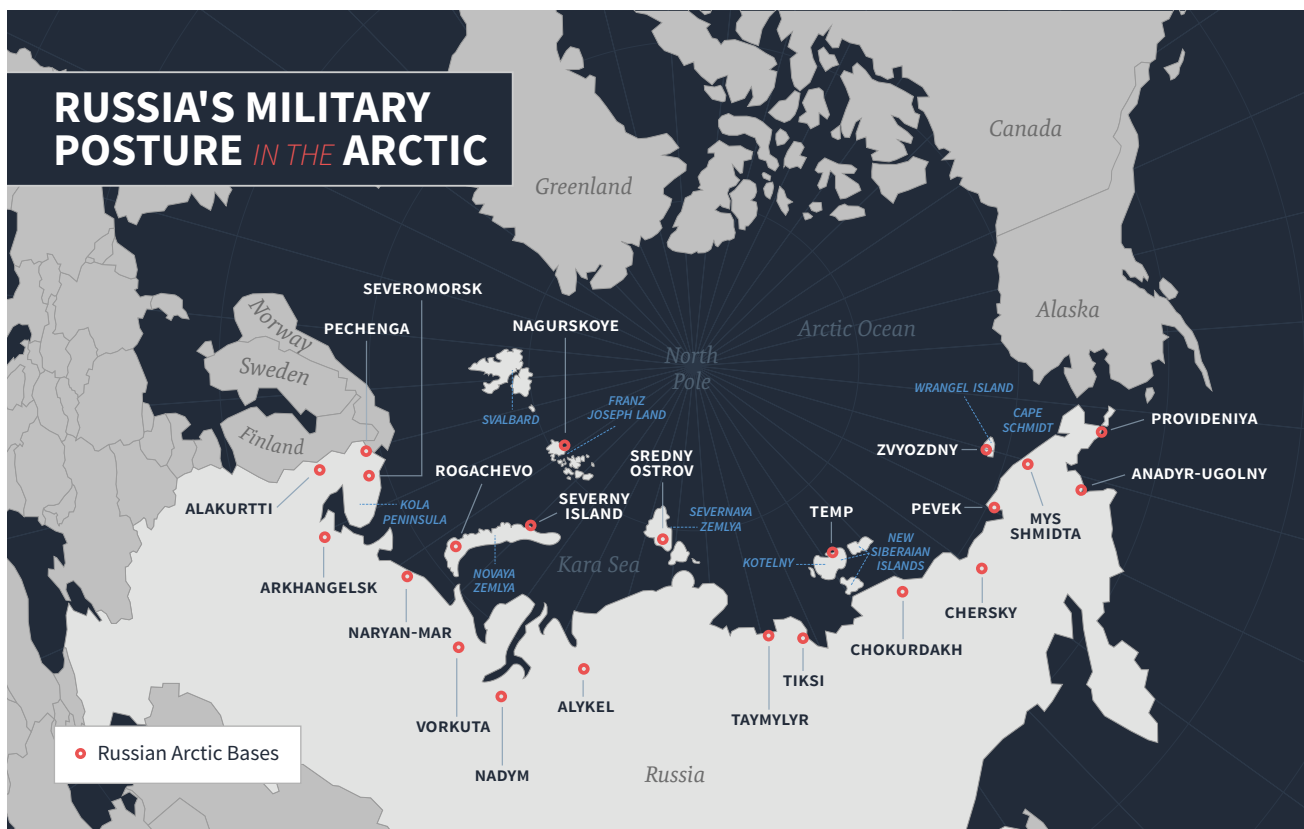 RUSSIA'S MILITARY
POSTURE IN THE ARCTIC
Canada
Greenland
SEVEROMORSK
PECHENGA
NAGURSKOYE
Norway
Sweden
Finland
Arctic Ocean
Alaska
North
Pole
SVALBARD
FRANZ
JOSEPH LAND
WRANGEL ISLAND
CAPE
SCHMIDT
PROVIDENIYA
ZVYOZDNY
ANADYR-UGOLNY
ROGACHEVO
SREDNY
OSTROV
SEVERNY
ISLAND
ALAKURTTI
KOLA
PENINSULA
SEVERNAYA
ZEMLYA
TEMP
PEVEK
MYS
SHMIDTA
NEW
SIBERAIAN
ISLANDS
KOTELNY
Kara Sea
NOVAYA
ZEMLYA
ARKHANGELSK
NARYAN-MAR
CHERSKY
CHOKURDAKH
TIKSI
ALYKEL
TAYMYLYR
VORKUTA
NADYM
Russia
Russian Arctic Bases